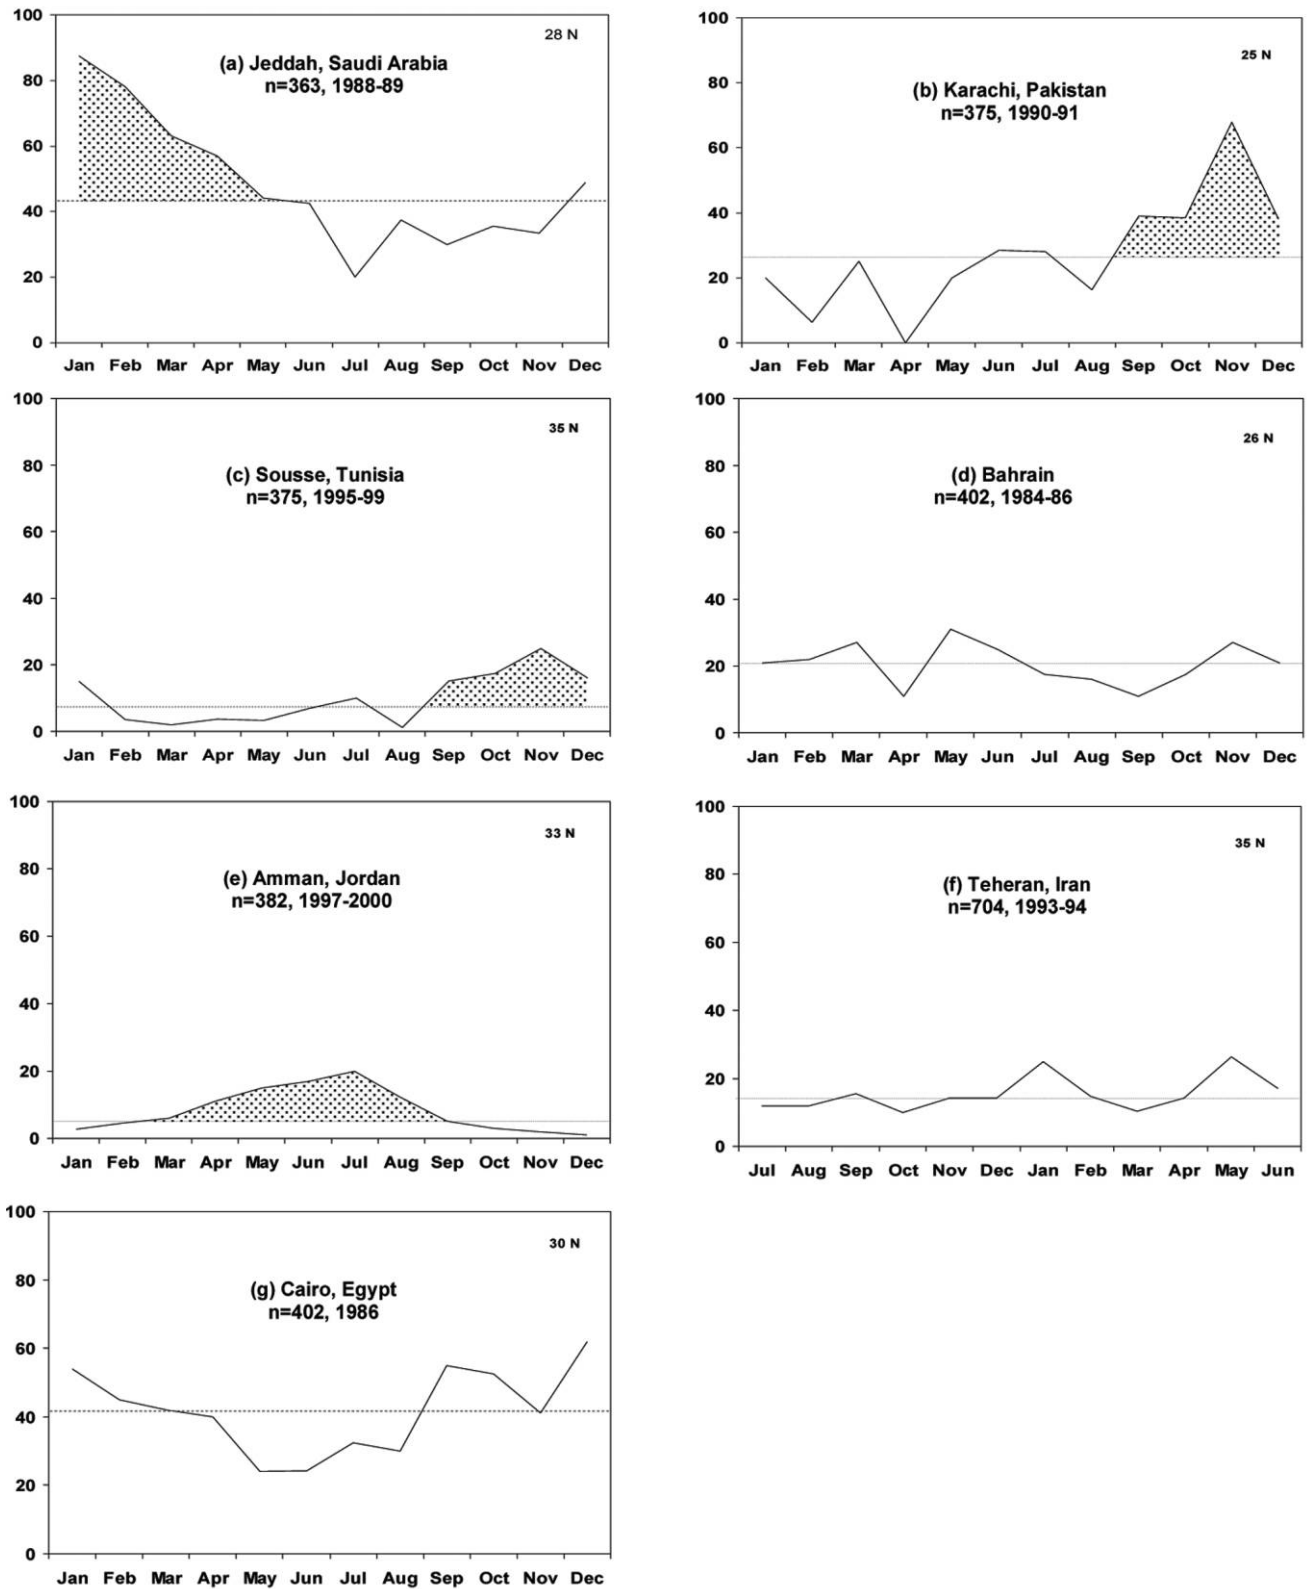 100
80
60
40
20
0
28 N
(a) Jeddah, Saudi Arabia
n=363, 1988-89
Jan Feb Mar Apr May Jun Jul Aug Sep Oct Nov Dec
100
80
60
40
20
0
25 N
(b) Karachi, Pakistan
n=375, 1990-91
Jan Feb Mar Apr May Jun Jul Aug Sep Oct Nov Dec
100
80
60
40
20
0
35 N
(c) Sousse, Tunisia
n=375, 1995-99
Jan Feb Mar Apr May Jun Jul Aug Sep Oct Nov Dec
100
80
60
40
20
0
26 N
(d) Bahrain
n=402, 1984-86
Jan Feb Mar Apr May Jun Jul Aug Sep Oct Nov Dec
100
80
60
40
20
0
33 N
(e) Amman, Jordan
n=382, 1997-2000
Jan Feb Mar Apr May Jun Jul Aug Sep Oct Nov Dec
100
80
60
40
20
0
35 N
(f) Teheran, Iran
n=704, 1993-94
Jul Aug Sep Oct Nov Dec Jan Feb Mar Apr May Jun
100
80
60
40
20
0
30 N
(g) Cairo, Egypt
n=402, 1986
Jan Feb Mar Apr May Jun Jul Aug Sep Oct Nov Dec